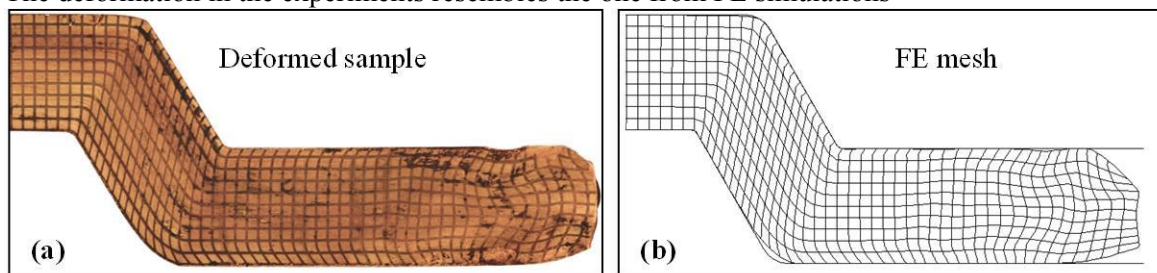 The deformation in the experiments resembles the one from FE simulations
Deformed sample
FE mesh
(a)
(b)